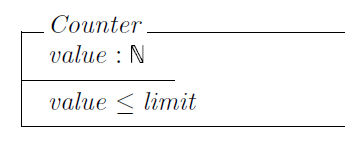 Counter
value : ℕ
value ≤ limit